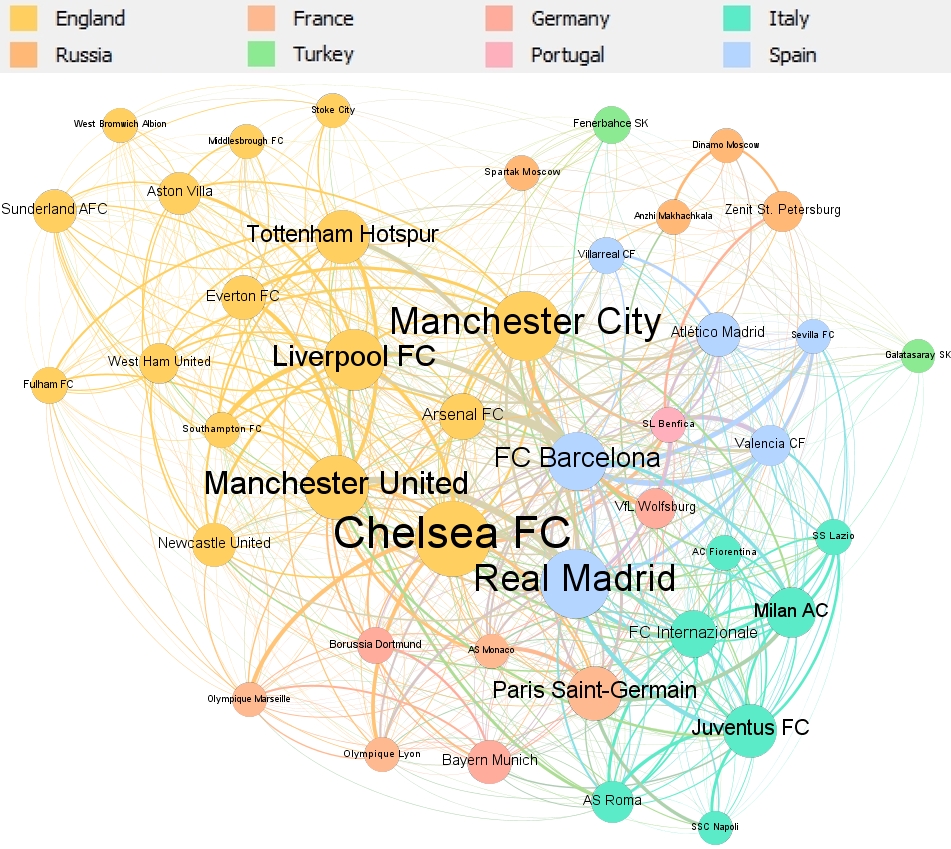 England France Germany Italy
Russia Turkey Portugal Spain
Stoke City
West Bromwich Albion
Fenerbahce SK
Middlesbrough FC
Dinamo Moscow
Spartak Moscow
Aston Villa
Sunderland AFC
Zenit St. Petersburg
Anzhi Makhachkala
Tottenham Hotspur
Villarreal CF
Everton FC
Manchester City
Atlético Madrid
Sevilla FC
Liverpool FC
Galatasaray SK
West Ham United
Fulham FC
Arsenal FC
SL Benfica
Southampton FC
Valencia CF
FC Barcelona
Manchester United
VfL Wolfsburg
Chelsea FC
SS Lazio
Newcastle United
AC Fiorentina
Real Madrid
Milan AC
FC Internazionale
Borussia Dortmund
AS Monaco
Paris Saint-Germain
Olympique Marseille
Juventus FC
Olympique Lyon
Bayern Munich
AS Roma
SSC Napoli